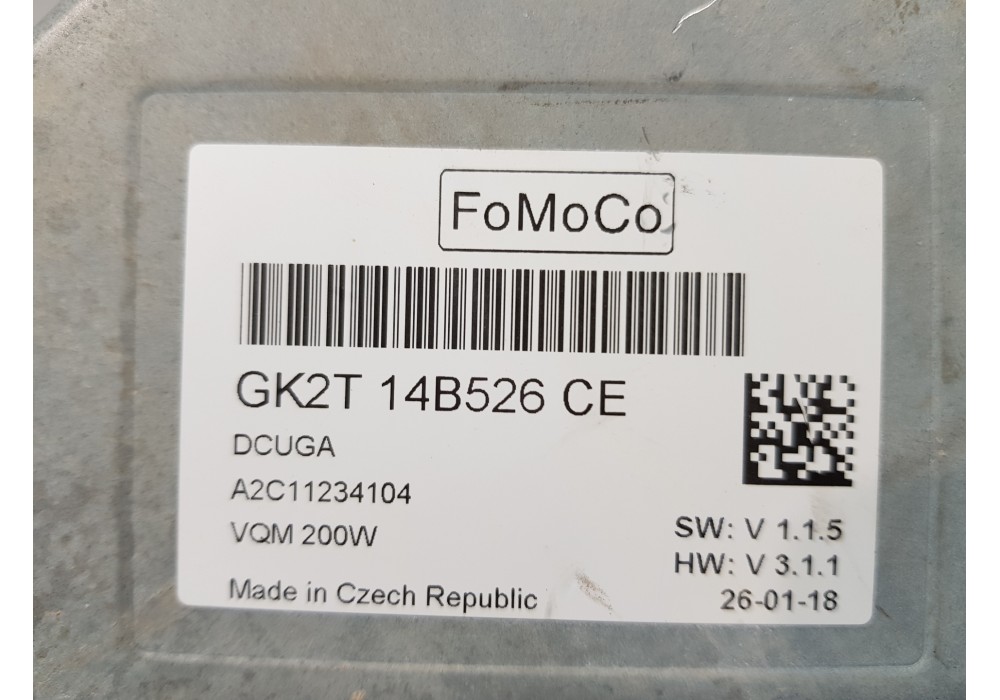 FoMoCo
GK2T 14B526 CE
DCUGA
A2C11234104
VQM 200W
SW: V 1.1.5
HW: V 3.1.1
Made in Czech Republic
26-01-18